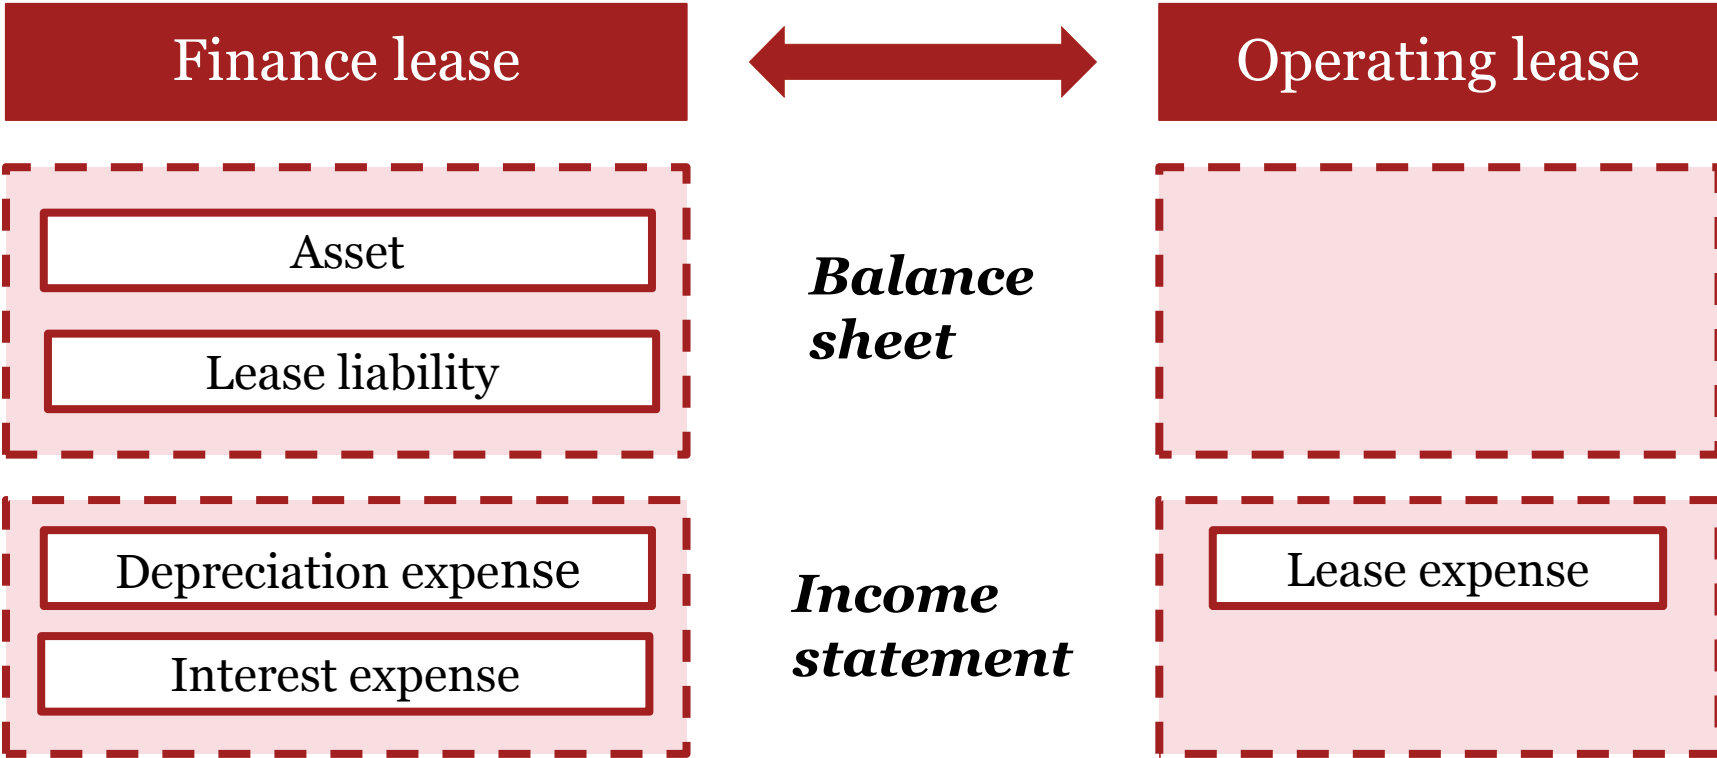 Finance lease
Operating lease
Asset
Lease liability
Balance
sheet
Depreciation expense
Interest expense
Income
statement
Lease expense